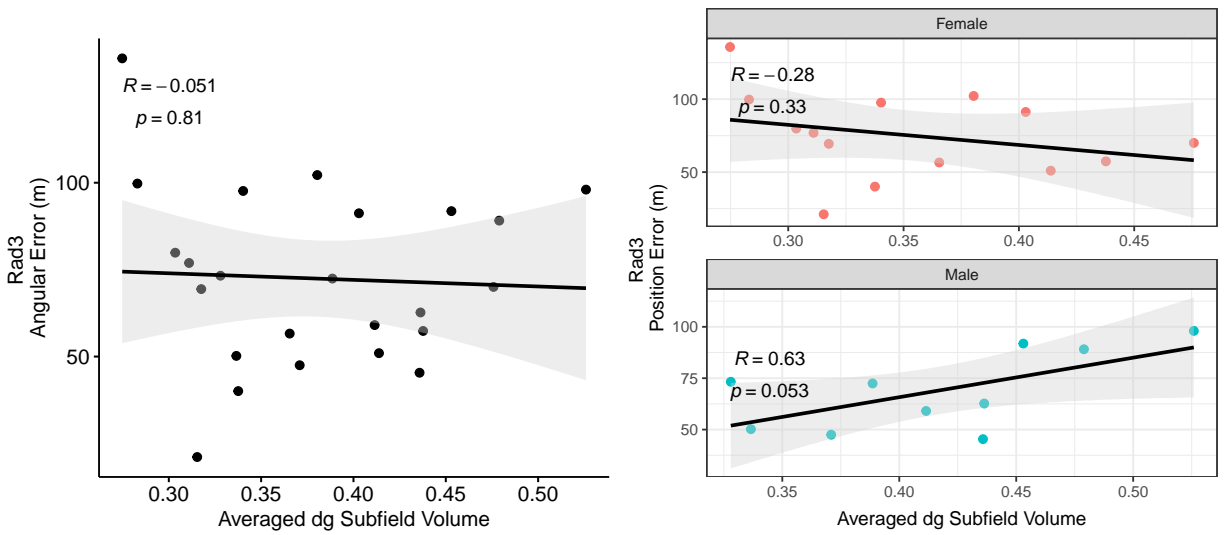 R = −0.051
p = 0.81
100
50
0.30
0.35
0.40
0.45
0.50
Averaged dg Subfield Volume
Rad3
Angular Error (m)
Female
R = −0.28
p = 0.33
100
50
0.30
0.35
0.40
0.45
Male
R = 0.63
p = 0.053
100
75
50
0.35
0.40
0.45
0.50
Averaged dg Subfield Volume
Rad3
Position Error (m)